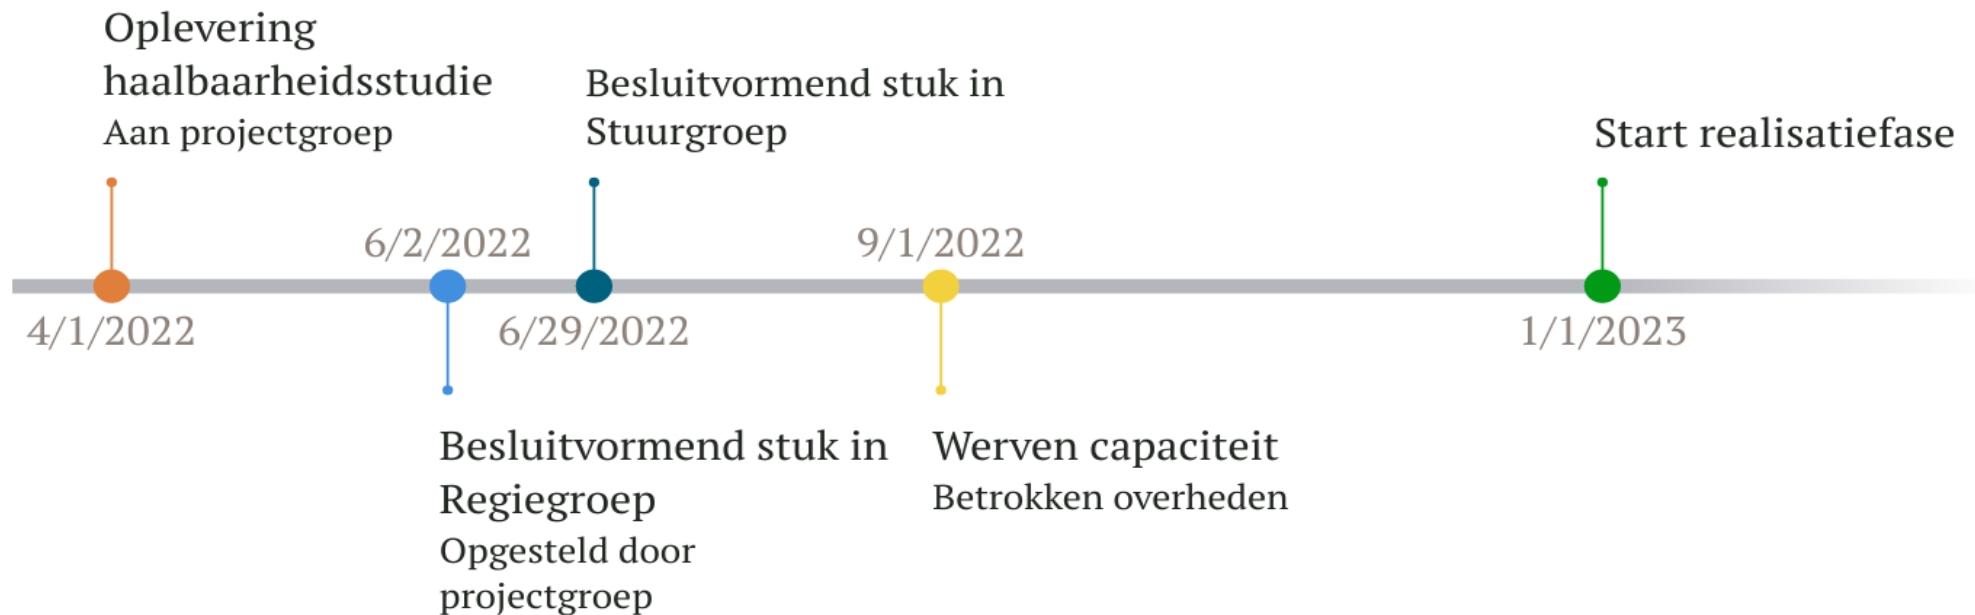 Oplevering
haalbaarheidsstudie
Aan projectgroep
Besluitvormend stuk in
Stuurgroep
Start realisatiefase
6/2/2022
9/1/2022
4/1/2022
6/29/2022
1/1/2023
Besluitvormend stuk in
Regiegroep
Opgesteld door
projectgroep
Werven capaciteit
Betrokken overheden